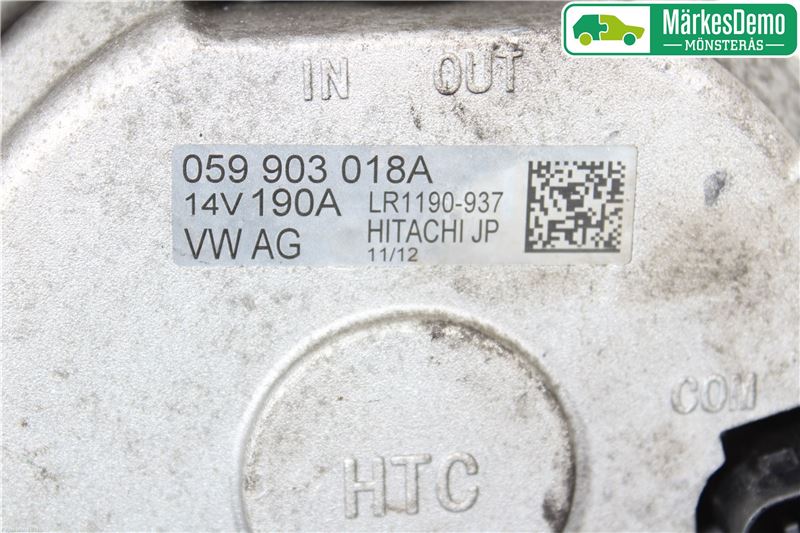 MärkesDemo
MÖNSTERÅS
IN OUT
059 903 018A
14V 190A LR1190-937
VW AG HITACHI JP
11/12
COM
HTC